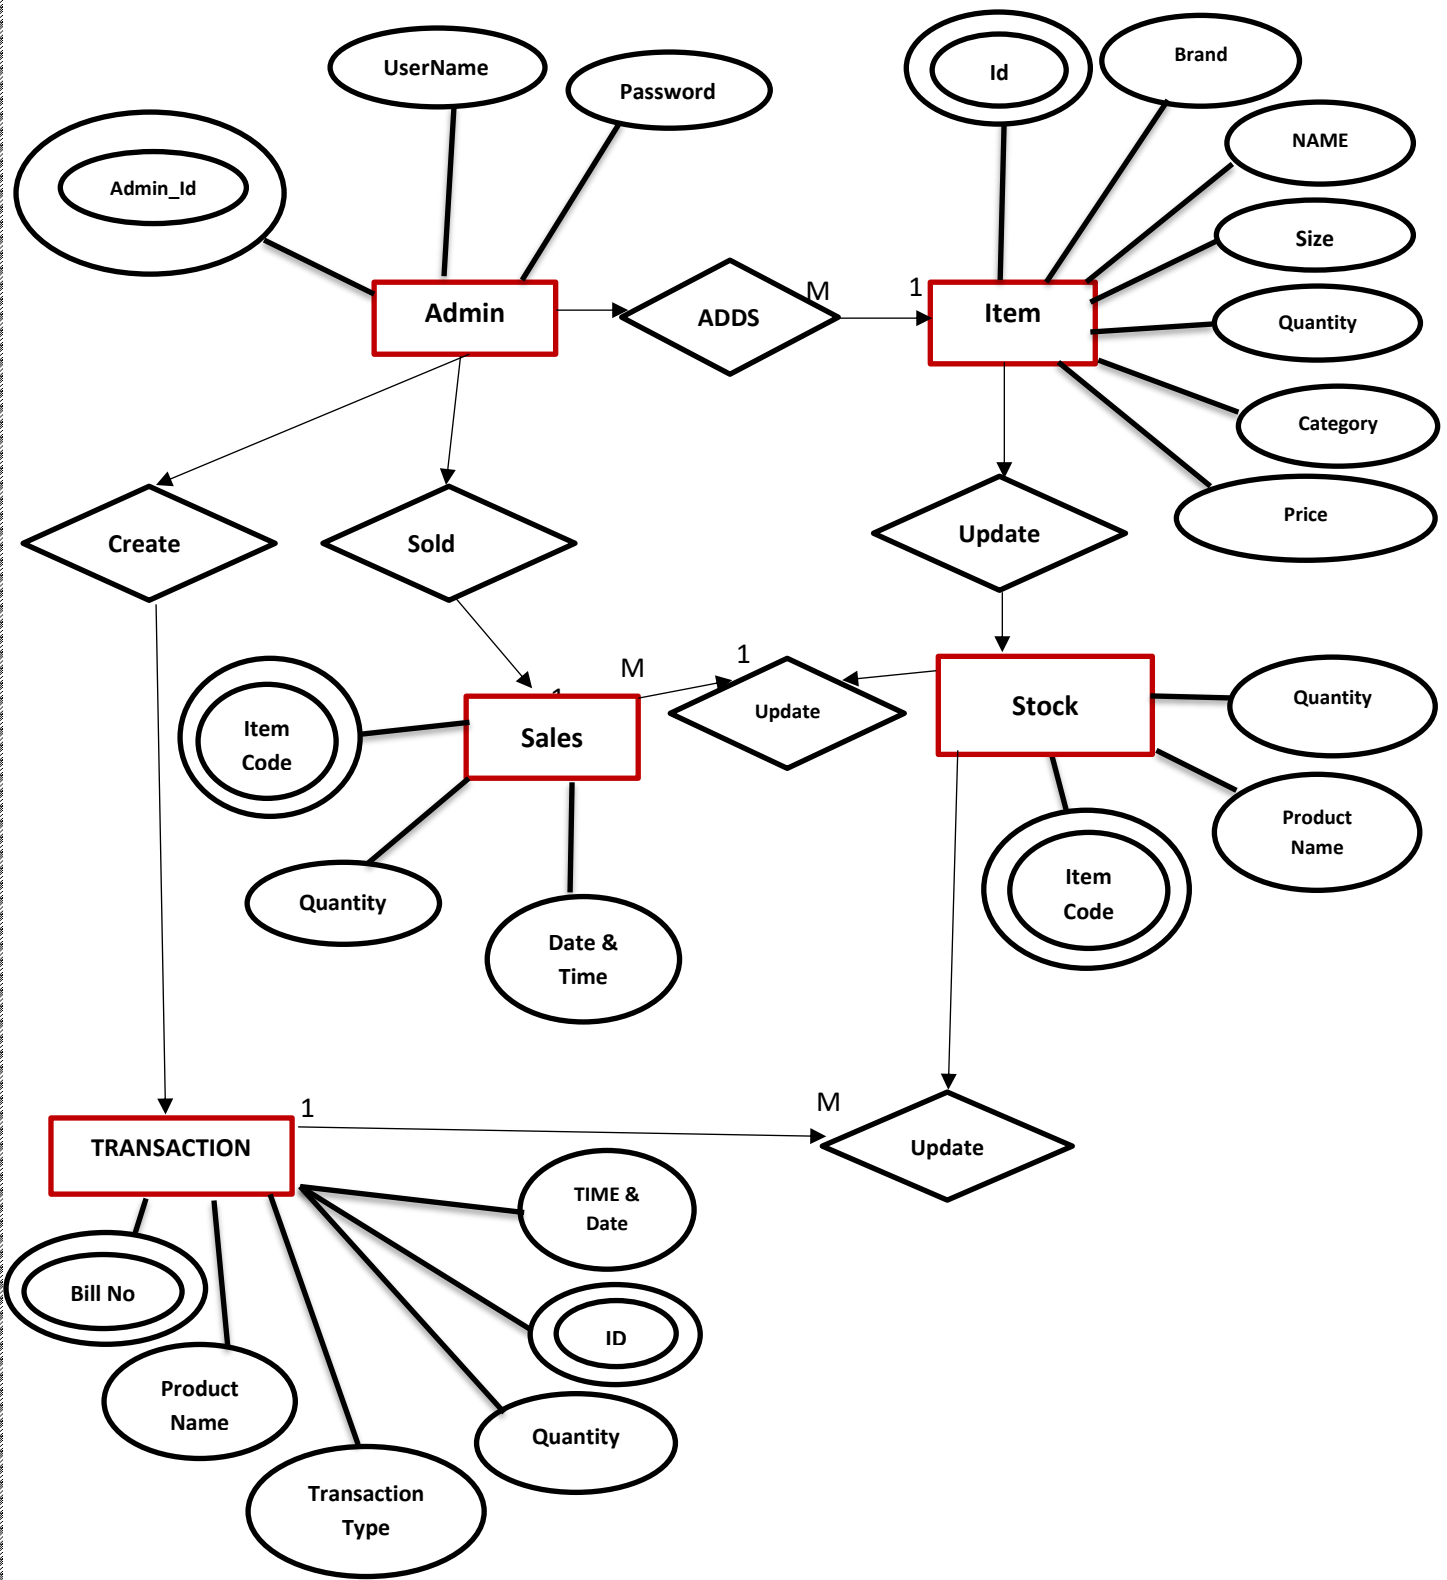 UserName
Password
Id
Brand
NAME
Admin_Id
Size
Admin
ADDS
M
1
Item
Quantity
Category
Price
Create
Sold
Update
M
1
1
Item
Code
Sales
Update
Stock
Quantity
Product
Name
Item
Code
Quantity
Date &
Time
1
M
TRANSACTION
Update
TIME &
Date
Bill No
ID
Product
Name
Quantity
Transaction
Type